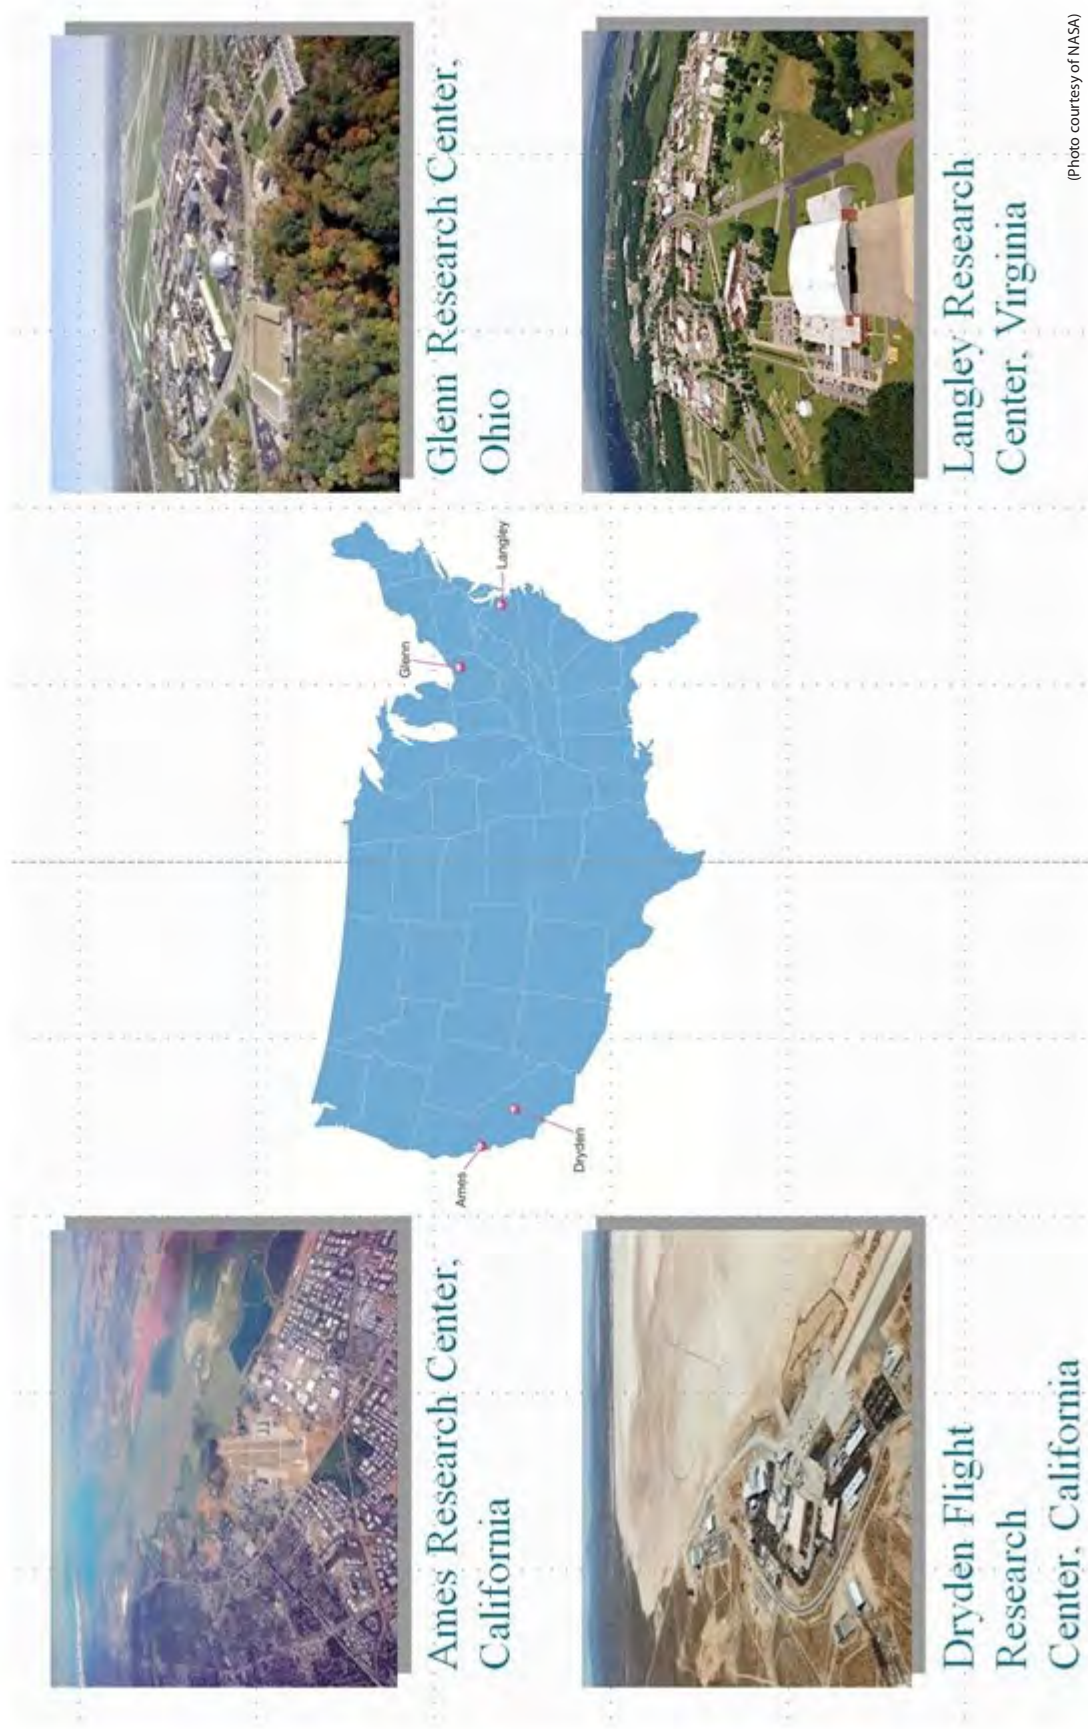 Ames Research Center,
California
Glenn Research Center,
Ohio
Glenn
Langley
Ames
Dryden
Dryden Flight
Research
Center, California
Langley Research
Center, Virginia
(Photo courtesy of NASA)